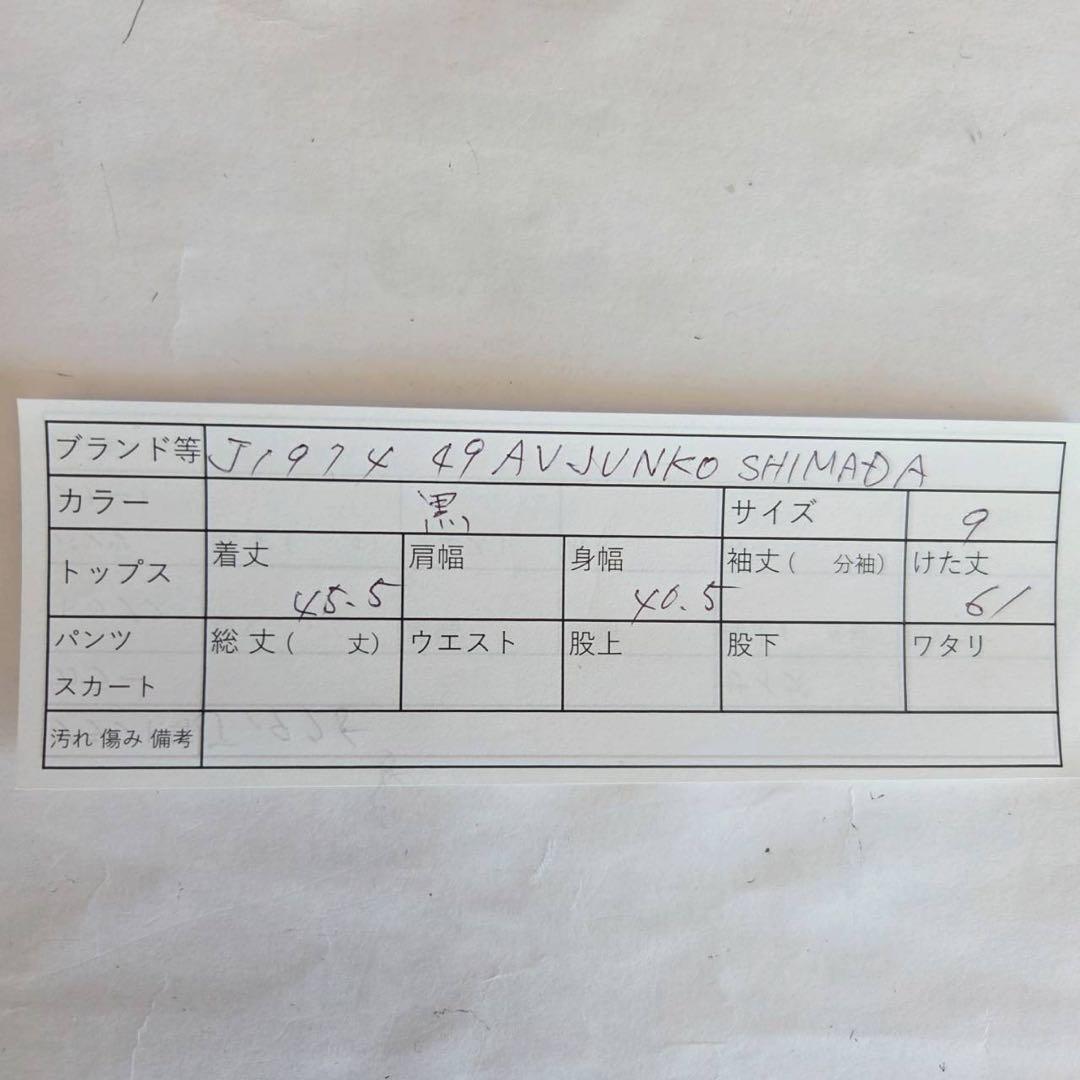 ブランド等 J1974 49AV JUNKO SHIMADA
カラー 黒 サイズ 9
トップス 着丈 45.5 肩幅 身幅 40.5 袖丈( 分袖) けた丈 61
パンツ スカート 総丈( 丈) ウエスト 股上 股下 ワタリ
汚れ 傷み 備考